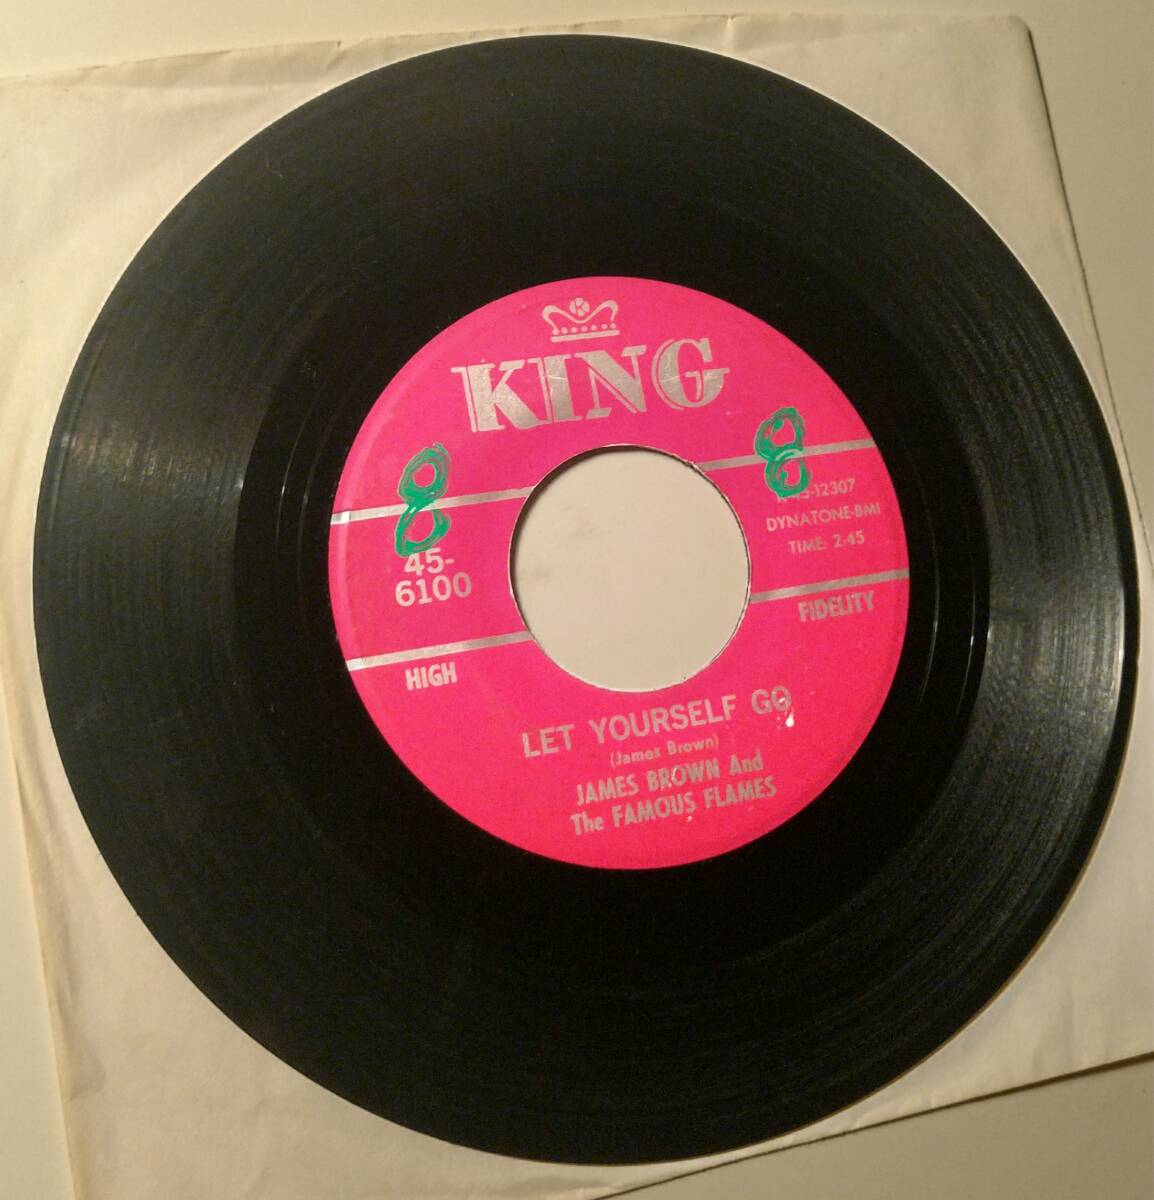 K
KING
8
8
45-12307
DYNATONE-BMI
TIME: 2:45
45-
6100
HIGH
FIDELITY
LET YOURSELF GO
(James Brown)
JAMES BROWN And
The FAMOUS FLAMES